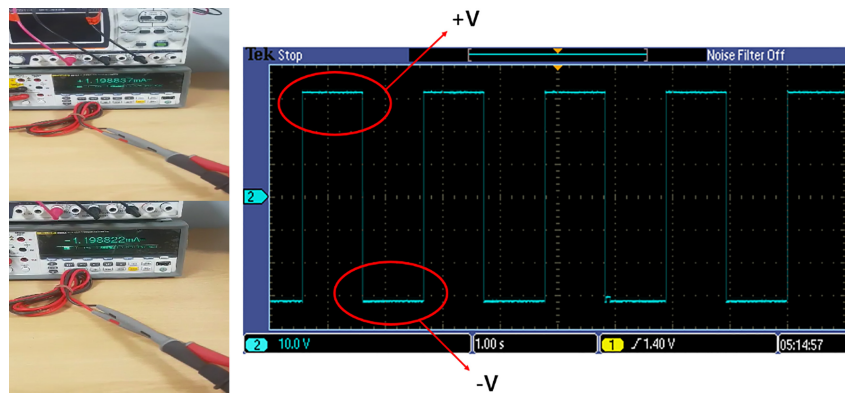 +V
Tek Stop
Noise Filter Off
+1.198837mA
2
-1.198822mA
2 10.0 V
1.00 s
1 1.40 V
05:14:57
-V